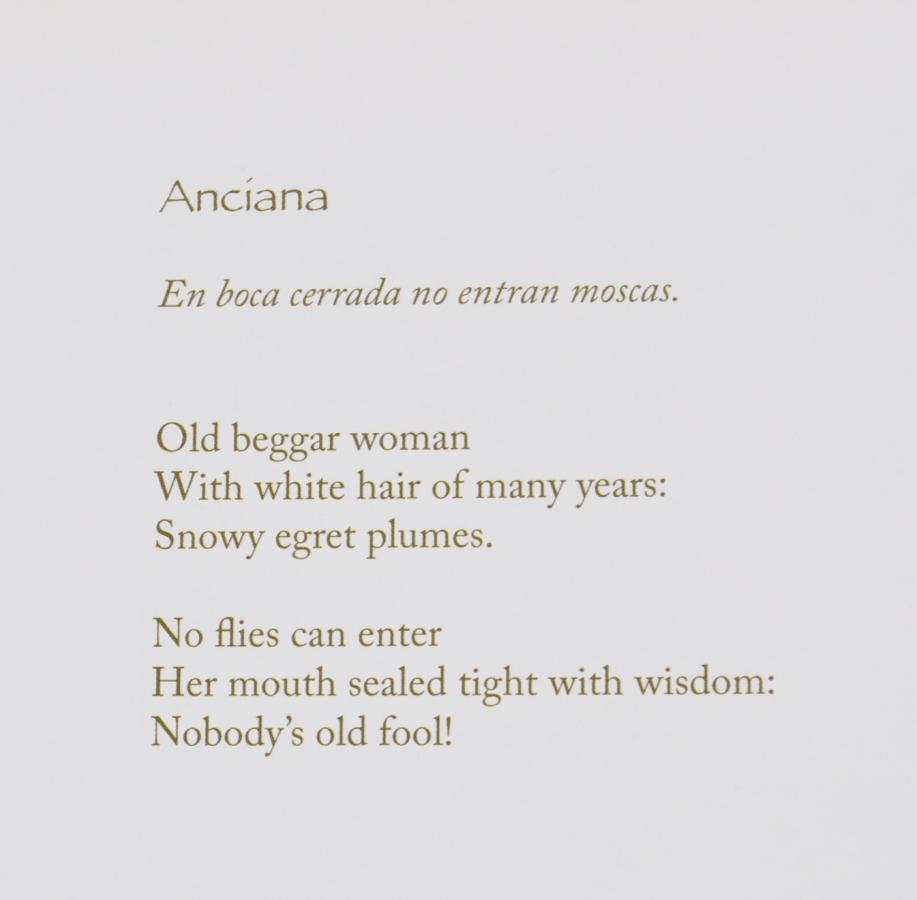 Anciana
En boca cerrada no entran moscas.
Old beggar woman
With white hair of many years:
Snowy egret plumes.
No flies can enter
Her mouth sealed tight with wisdom:
Nobody’s old fool!